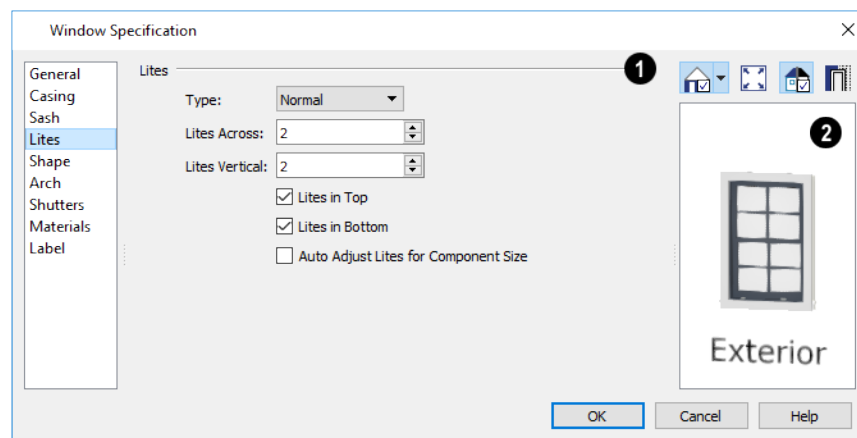 Window Specification
General
Casing
Sash
Lites
Shape
Arch
Shutters
Materials
Label
Lites
Type: Normal
Lites Across: 2
Lites Vertical: 2
Lites in Top
Lites in Bottom
Auto Adjust Lites for Component Size
1
2
Exterior
OK Cancel Help